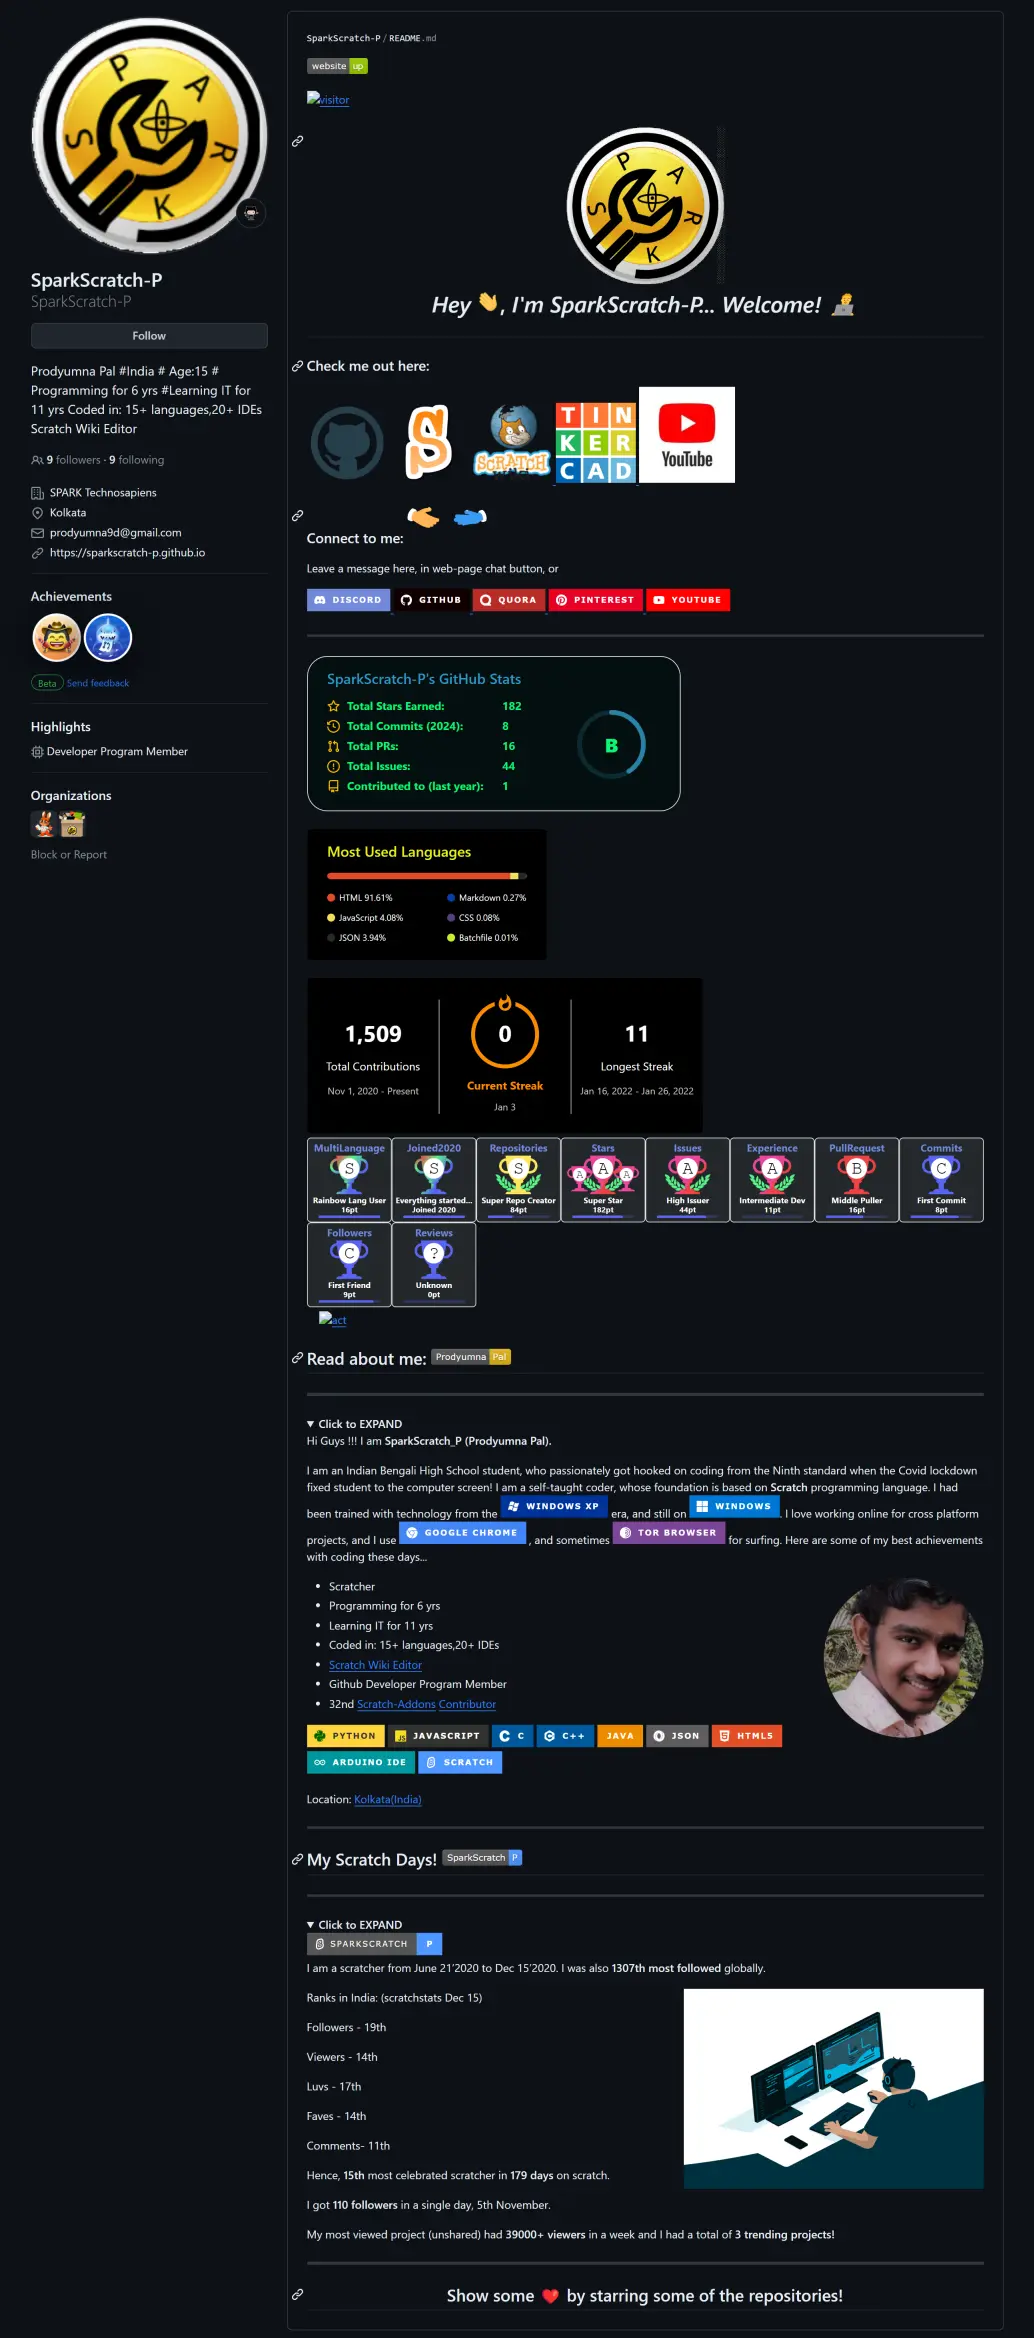 S P A R K
SparkScratch-P
SparkScratch-P
Follow
Prodyumna Pal #India # Age:15 #
Programming for 6 yrs #Learning IT for
11 yrs Coded in: 15+ languages,20+ IDEs
Scratch Wiki Editor
9 followers · 9 following
SPARK Technosapiens
Kolkata
prodyumna9d@gmail.com
https://sparkscratch-p.github.io
Achievements
Beta Send feedback
Highlights
Developer Program Member
Organizations
Block or Report
SparkScratch-P/README.md
website up
visitor
S P A R K
Hey 👋, I'm SparkScratch-P... Welcome!
Check me out here:
S
SCRATCH
WIKI
TIN
KER
CAD
YouTube
Connect to me:
Leave a message here, in web-page chat button, or
DISCORD GITHUB QUORA PINTEREST YOUTUBE
SparkScratch-P's GitHub Stats
Total Stars Earned: 182
Total Commits (2024): 8
Total PRs: 16
Total Issues: 44
Contributed to (last year): 1
B
Most Used Languages
HTML 91.61% Markdown 0.27%
JavaScript 4.08% CSS 0.08%
JSON 3.94% Batchfile 0.01%
1,509 0 11
Total Contributions Current Streak Longest Streak
Nov 1, 2020 - Present Jan 3 Jan 16, 2022 - Jan 26, 2022
MultiLanguage Joined2020 Repositories Stars Issues Experience PullRequest Commits
S S S A A A A A B C
Rainbow Lang User Everything started... Super Repo Creator Super Star High Issuer Intermediate Dev Middle Puller First Commit
16pt Joined 2020 84pt 182pt 44pt 11pt 16pt 8pt
Followers Reviews
C ?
First Friend Unknown
9pt 0pt
act
Read about me: Prodyumna Pal
Click to EXPAND
Hi Guys !!! I am SparkScratch_P (Prodyumna Pal).
I am an Indian Bengali High School student, who passionately got hooked on coding from the Ninth standard when the Covid lockdown
fixed student to the computer screen! I am a self-taught coder, whose foundation is based on Scratch programming language. I had
been trained with technology from the WINDOWS XP era, and still on WINDOWS. I love working online for cross platform
projects, and I use GOOGLE CHROME, and sometimes TOR BROWSER for surfing. Here are some of my best achievements
with coding these days...
Scratcher
Programming for 6 yrs
Learning IT for 11 yrs
Coded in: 15+ languages,20+ IDEs
Scratch Wiki Editor
Github Developer Program Member
32nd Scratch-Addons Contributor
PYTHON JS JAVASCRIPT C C C++ JAVA JSON HTML5
ARDUINO IDE SCRATCH
Location: Kolkata(India)
My Scratch Days! SparkScratch P
Click to EXPAND
SPARKSCRATCH P
I am a scratcher from June 21'2020 to Dec 15'2020. I was also 1307th most followed globally.
Ranks in India: (scratchstats Dec 15)
Followers - 19th
Viewers - 14th
Luvs - 17th
Faves - 14th
Comments- 11th
Hence, 15th most celebrated scratcher in 179 days on scratch.
I got 110 followers in a single day, 5th November.
My most viewed project (unshared) had 39000+ viewers in a week and I had a total of 3 trending projects!
Show some ❤️ by starring some of the repositories!